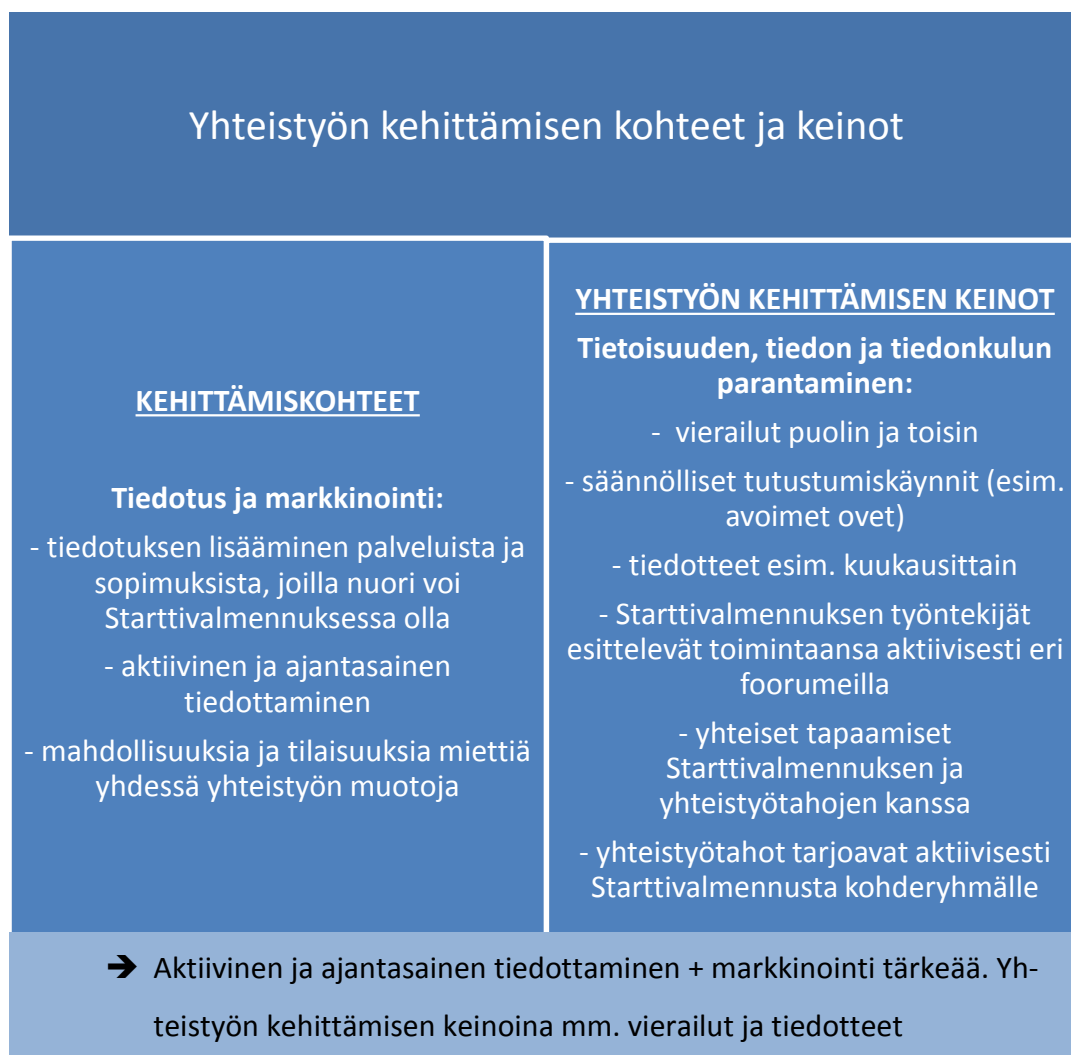 Yhteistyön kehittämisen kohteet ja keinot
KEHITTÄMISKOHTEET
Tiedotus ja markkinointi:
- tiedotuksen lisääminen palveluista ja
sopimuksista, joilla nuori voi
Starttivalmennuksessa olla
- aktiivinen ja ajantasainen
tiedottaminen
- mahdollisuuksia ja tilaisuuksia miettiä
yhdessä yhteistyön muotoja
YHTEISTYÖN KEHITTÄMISEN KEINOT
Tietoisuuden, tiedon ja tiedonkulun
parantaminen:
- vierailut puolin ja toisin
- säännölliset tutustumiskäynnit (esim.
avoimet ovet)
- tiedotteet esim. kuukausittain
- Starttivalmennuksen työntekijät
esittelevät toimintaansa aktiivisesti eri
foorumeilla
- yhteiset tapaamiset
Starttivalmennuksen ja
yhteistyötahojen kanssa
- yhteistyötahot tarjoavat aktiivisesti
Starttivalmennusta kohderyhmälle
➔ Aktiivinen ja ajantasainen tiedottaminen + markkinointi tärkeää. Yh-
teistyön kehittämisen keinoina mm. vierailut ja tiedotteet